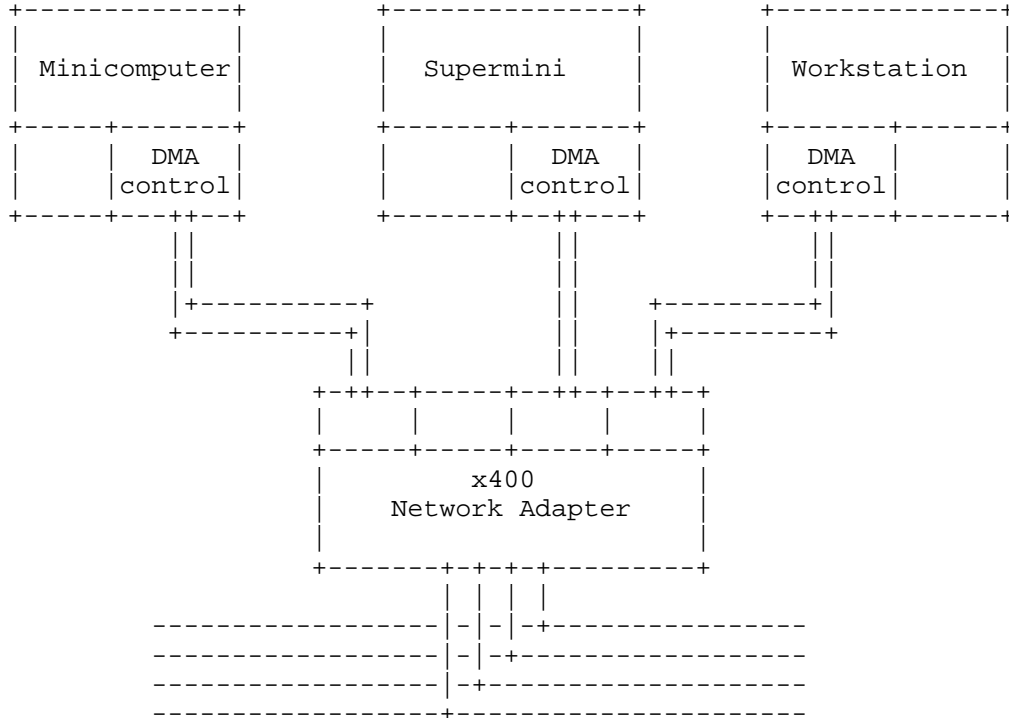 Minicomputer Supermini Workstation
DMA DMA DMA
control control control
x400
Network Adapter